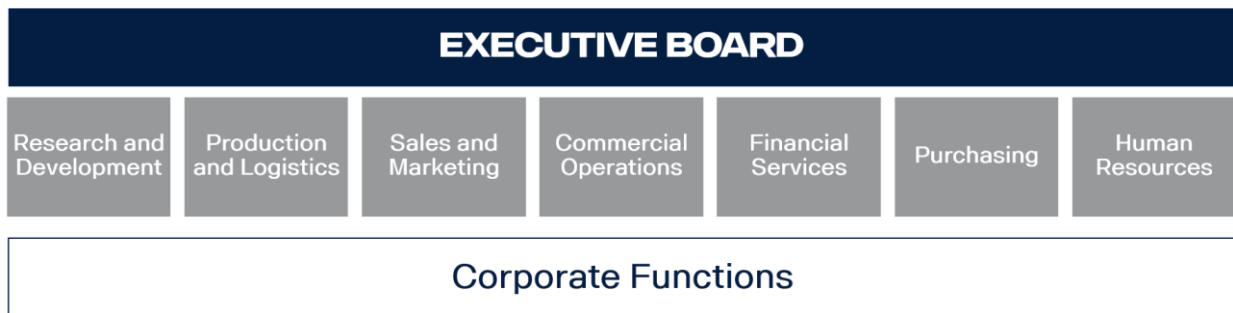 EXECUTIVE BOARD
Research and
Development
Production
and Logistics
Sales and
Marketing
Commercial
Operations
Financial
Services
Purchasing
Human
Resources
Corporate Functions